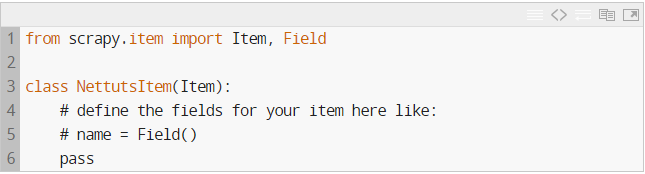 1 from scrapy.item import Item, Field
2
3 class NettutsItem(Item):
4     # define the fields for your item here like:
5     # name = Field()
6     pass